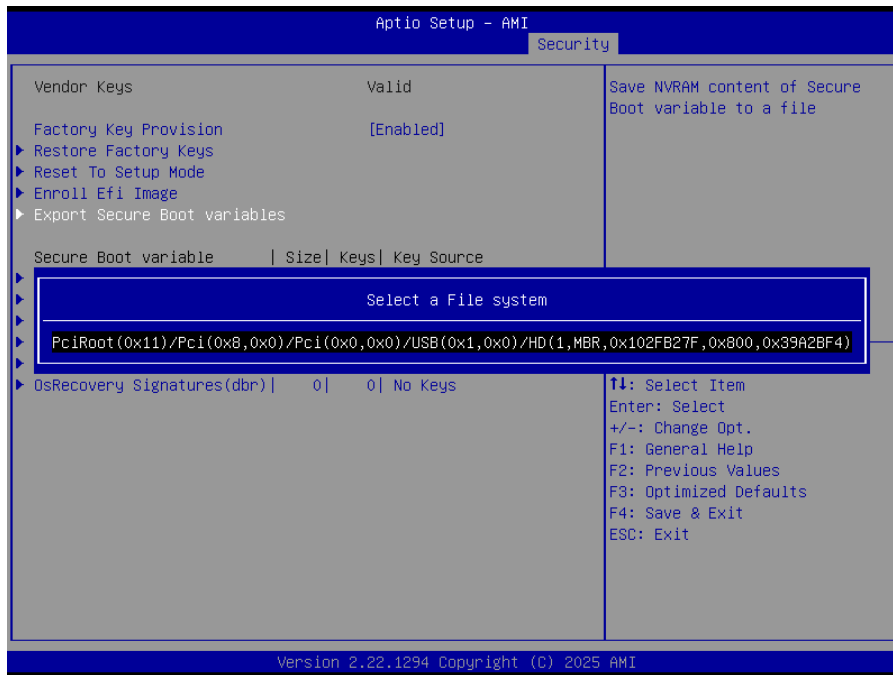 Aptio Setup – AMI
Security
Vendor Keys Valid
Factory Key Provision [Enabled]
Restore Factory Keys
Reset To Setup Mode
Enroll Efi Image
Export Secure Boot variables
Secure Boot variable | Size| Keys| Key Source
OsRecovery Signatures(dbr)| 0| 0| No Keys
Save NVRAM content of Secure
Boot variable to a file
Select a File system
PciRoot(0x11)/Pci(0x8,0x0)/Pci(0x0,0x0)/USB(0x1,0x0)/HD(1,MBR,0x102FB27F,0x800,0x39A2BF4)
↑↓: Select Item
Enter: Select
+/-: Change Opt.
F1: General Help
F2: Previous Values
F3: Optimized Defaults
F4: Save & Exit
ESC: Exit
Version 2.22.1294 Copyright (C) 2025 AMI